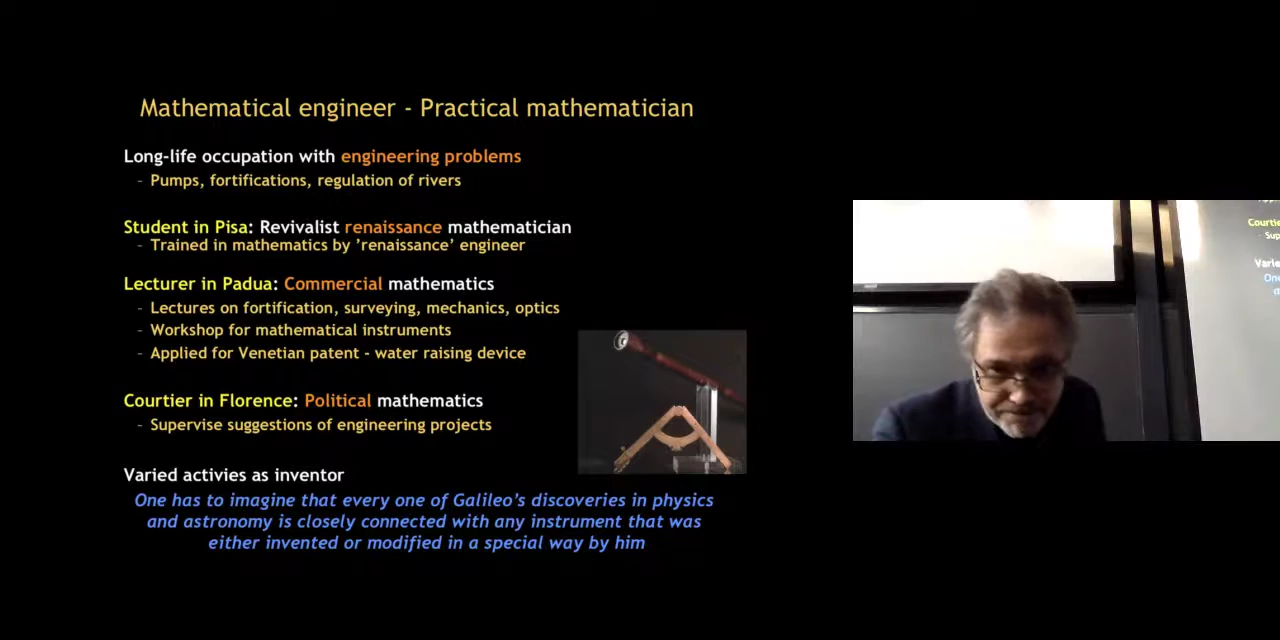 Mathematical engineer - Practical mathematician
Long-life occupation with engineering problems
- Pumps, fortifications, regulation of rivers
Student in Pisa: Revivalist renaissance mathematician
- Trained in mathematics by ’renaissance’ engineer
Lecturer in Padua: Commercial mathematics
- Lectures on fortification, surveying, mechanics, optics
- Workshop for mathematical instruments
- Applied for Venetian patent - water raising device
Courtier in Florence: Political mathematics
- Supervise suggestions of engineering projects
Varied activies as inventor
One has to imagine that every one of Galileo’s discoveries in physics
and astronomy is closely connected with any instrument that was
either invented or modified in a special way by him
Courtie
Sup
Varie
On